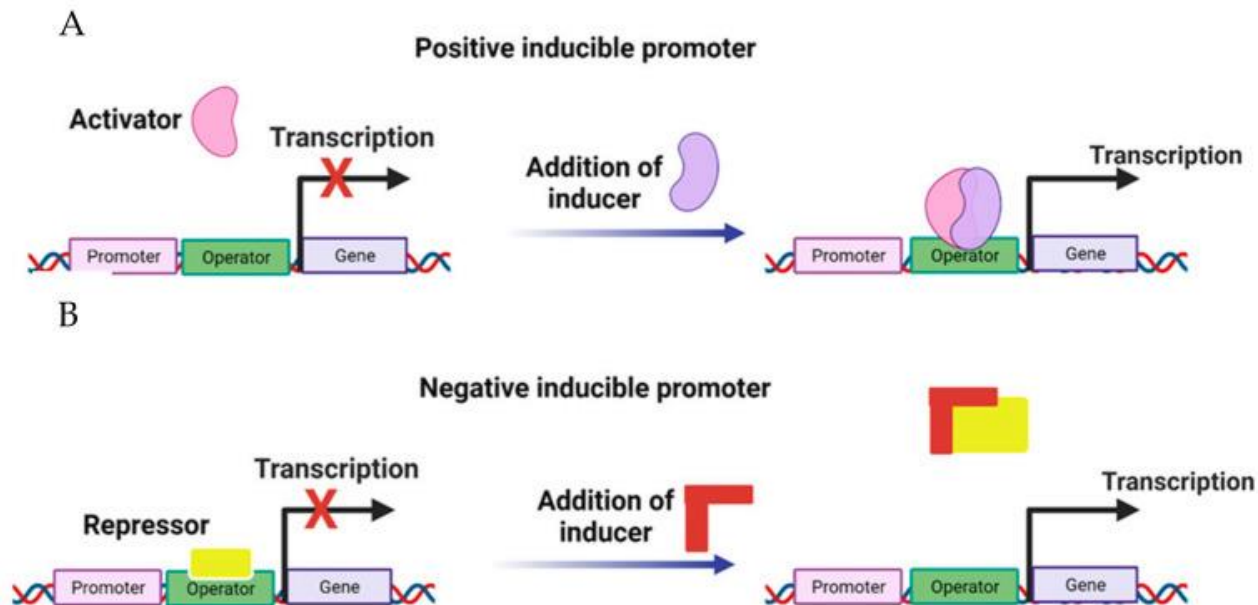 A
Positive inducible promoter
Activator
Transcription
X
Promoter
Operator
Gene
Addition of
inducer
Transcription
Promoter
Operator
Gene
B
Negative inducible promoter
Transcription
X
Repressor
Promoter
Operator
Gene
Addition of
inducer
Transcription
Promoter
Operator
Gene